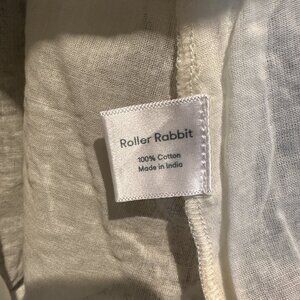 Roller Rabbit
100% Cotton
Made in India